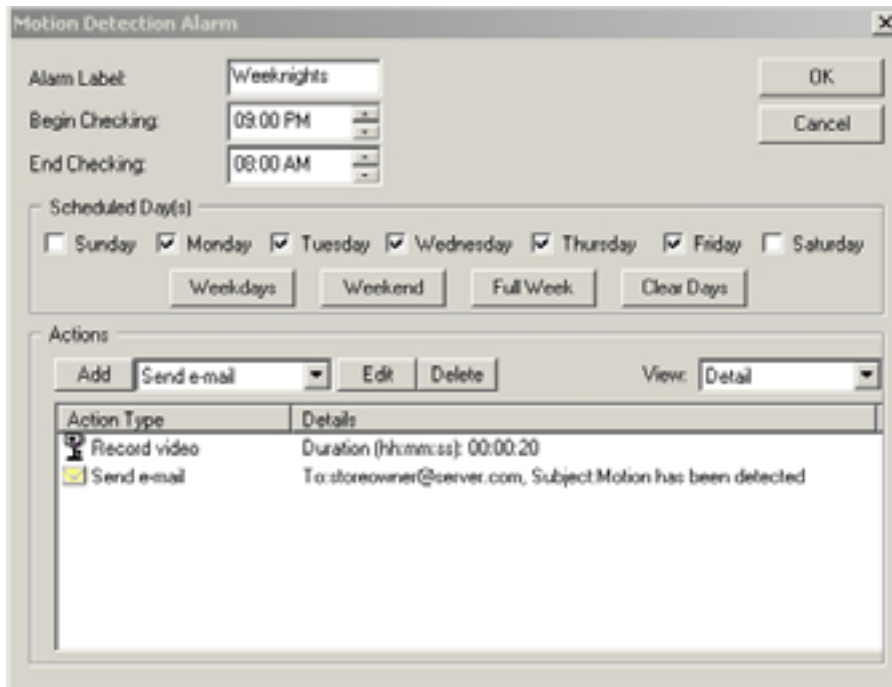 Motion Detection Alarm
Alarm Label: Weeknights OK
Begin Checking: 09:00 PM Cancel
End Checking: 08:00 AM
Scheduled Day(s)
Sunday Monday Tuesday Wednesday Thursday Friday Saturday
Weekdays Weekend Full Week Clear Days
Actions
Add Send e-mail Edit Delete View: Detail
Action Type Details
Record video Duration (hh:mm:ss): 00:00:20
Send e-mail To:storeowner@server.com, Subject:Motion has been detected